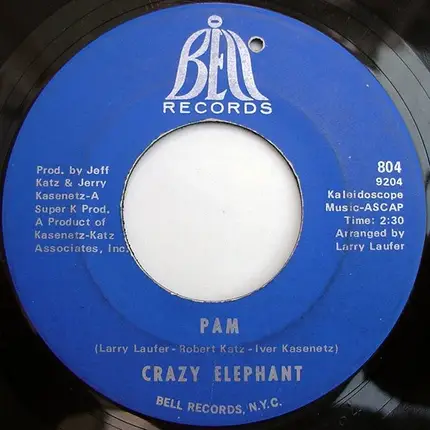 BELL
RECORDS
Prod. by Jeff
Katz & Jerry
Kasenetz-A
Super K Prod.
A Product of
Kasenetz-Katz
Associates, Inc.
804
9204
Kaleidoscope
Music-ASCAP
Time: 2:30
Arranged by
Larry Laufer
PAM
(Larry Laufer-Robert Katz-Iver Kasenetz)
CRAZY ELEPHANT
BELL RECORDS, N.Y.C.